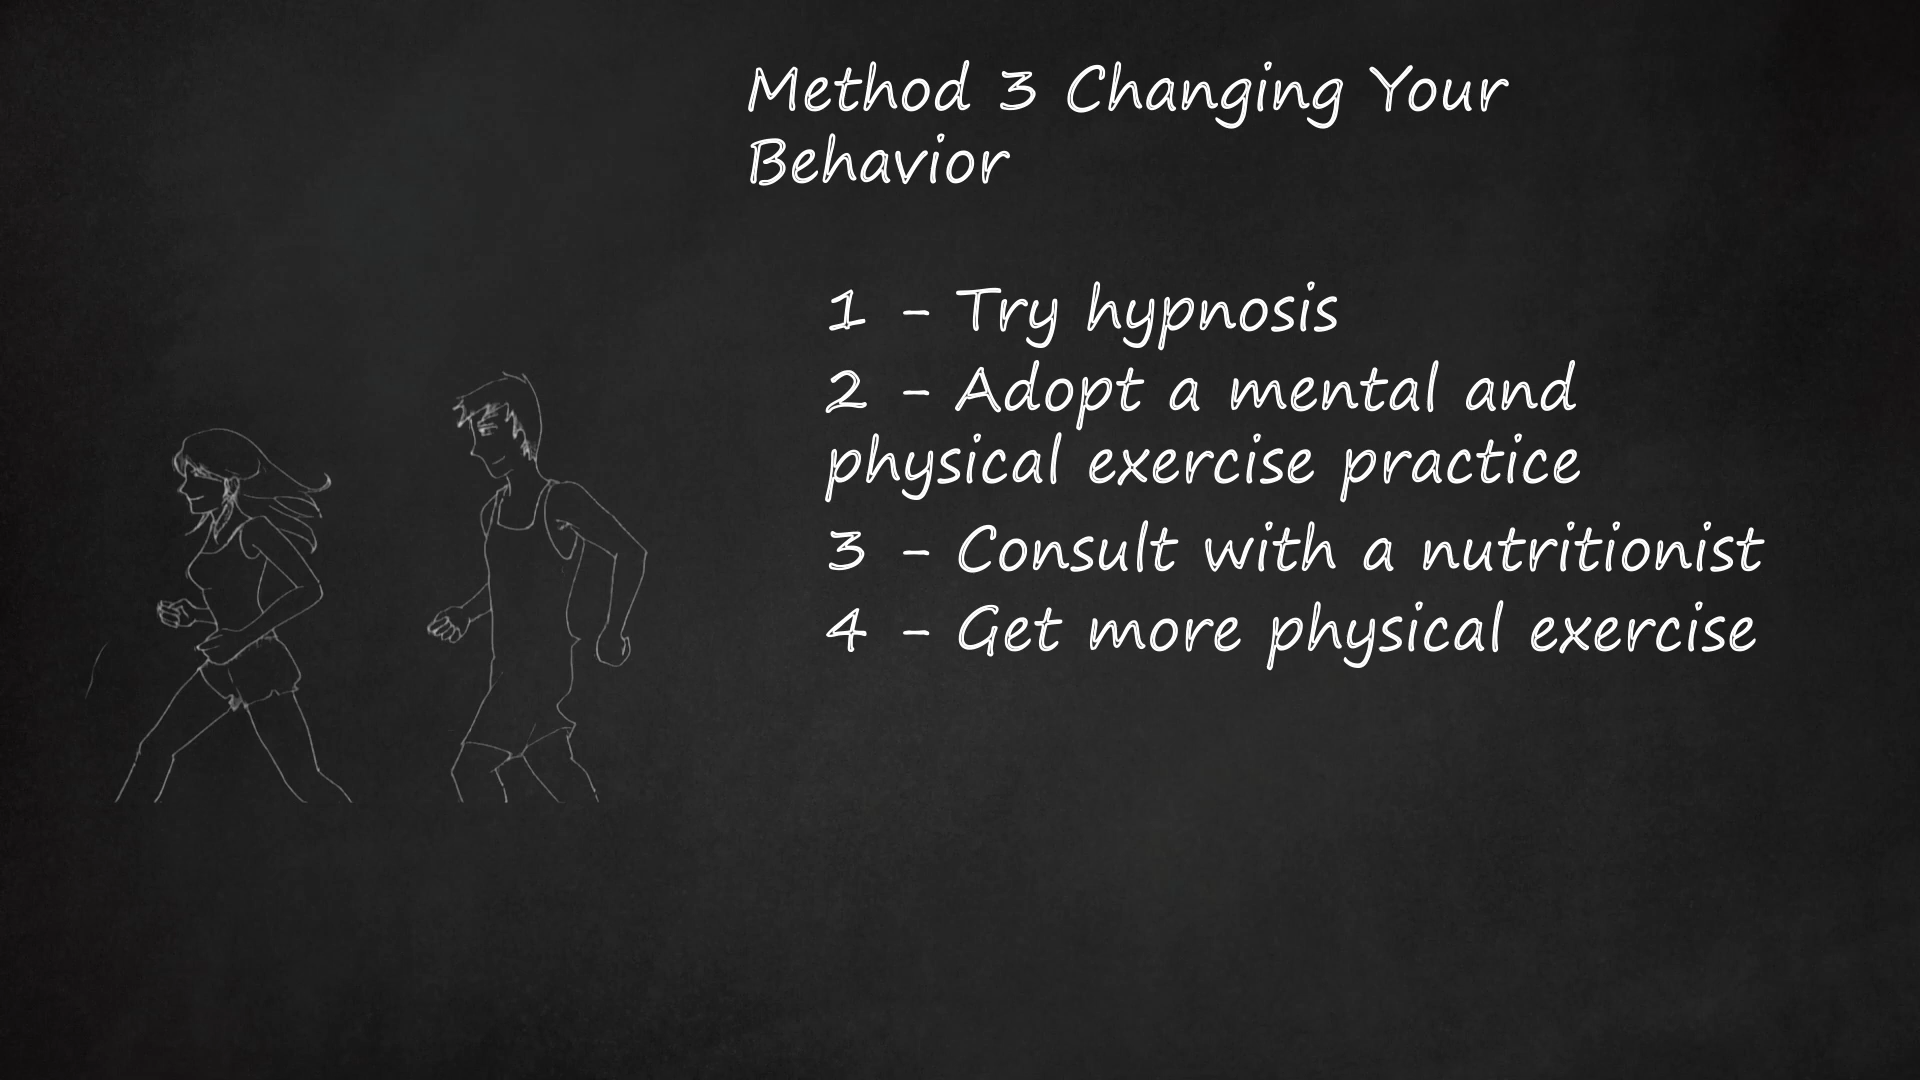 Method 3 Changing Your
Behavior
1 - Try hypnosis
2 - Adopt a mental and
physical exercise practice
3 - Consult with a nutritionist
4 - Get more physical exercise